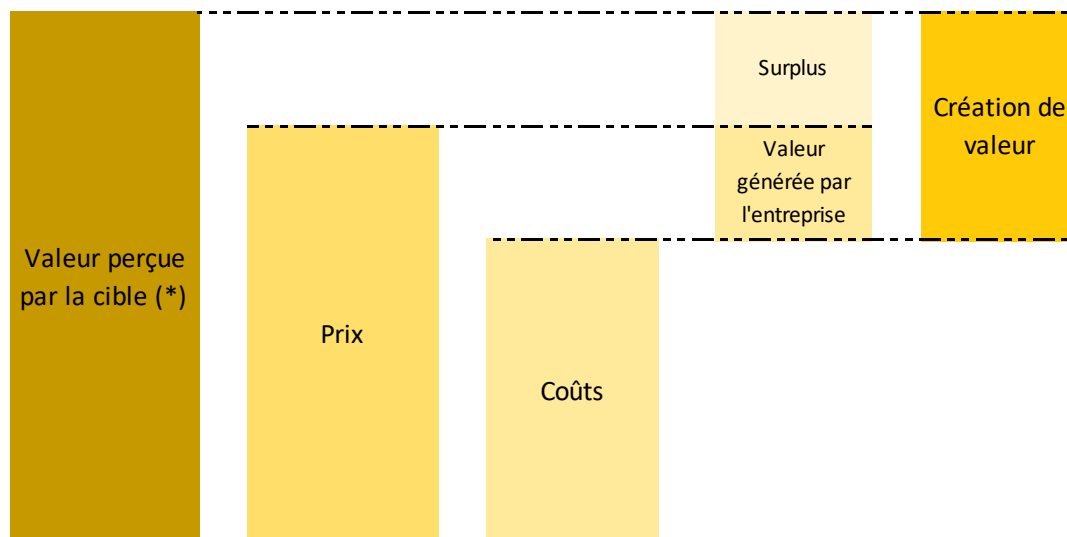 Valeur perçue
par la cible (*)
Prix
Coûts
Surplus
Valeur
générée par
l'entreprise
Création de
valeur